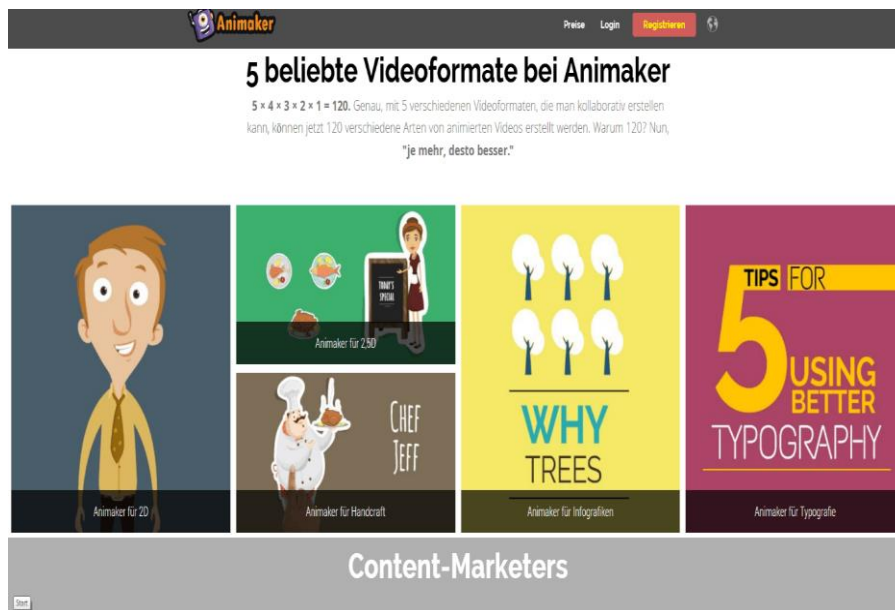 Animaker
Preise Login Registrieren
5 beliebte Videoformate bei Animaker
5 × 4 × 3 × 2 × 1 = 120. Genau, mit 5 verschiedenen Videoformaten, die man kollaborativ erstellen
kann, können jetzt 120 verschiedene Arten von animierten Videos erstellt werden. Warum 120? Nun,
"je mehr, desto besser."
Animaker für 2D
TODAY'S
SPECIAL
Animaker für 2,5D
CHEF
JEFF
Animaker für Handcraft
WHY
TREES
Animaker für Infografiken
TIPS FOR
5 USING
BETTER
TYPOGRAPHY
Animaker für Typografie
Content-Marketers
Start